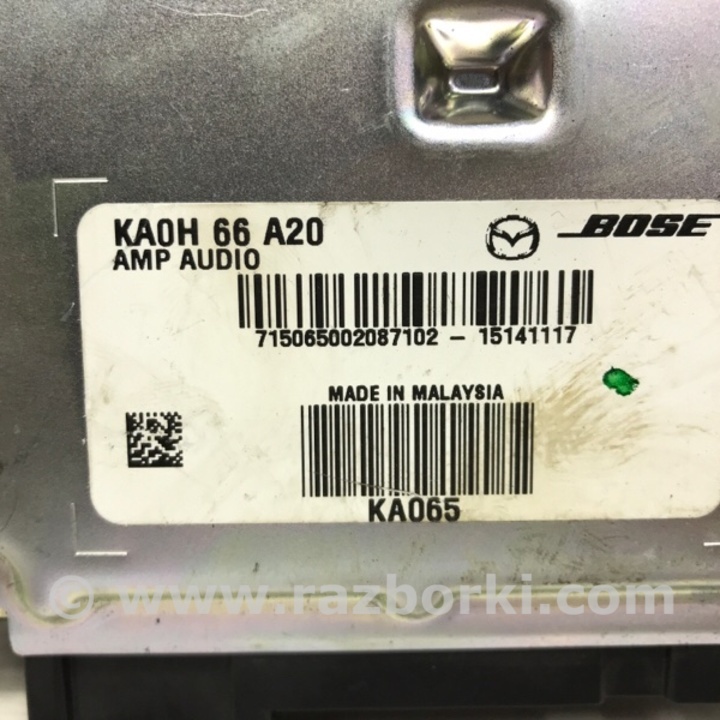 KA0H 66 A20
BOSE
AMP AUDIO
715065002087102 - 15141117
MADE IN MALAYSIA
KA065
© www.razborki.com